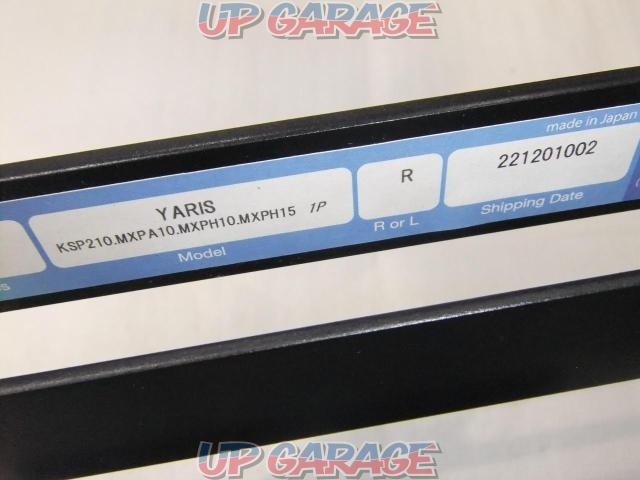 UP GARAGE
made in Japan
YARIS
KSP210.MXPA10.MXPH10.MXPH15 1P
Model
R
R or L
221201002
Shipping Date
UP GARAGE